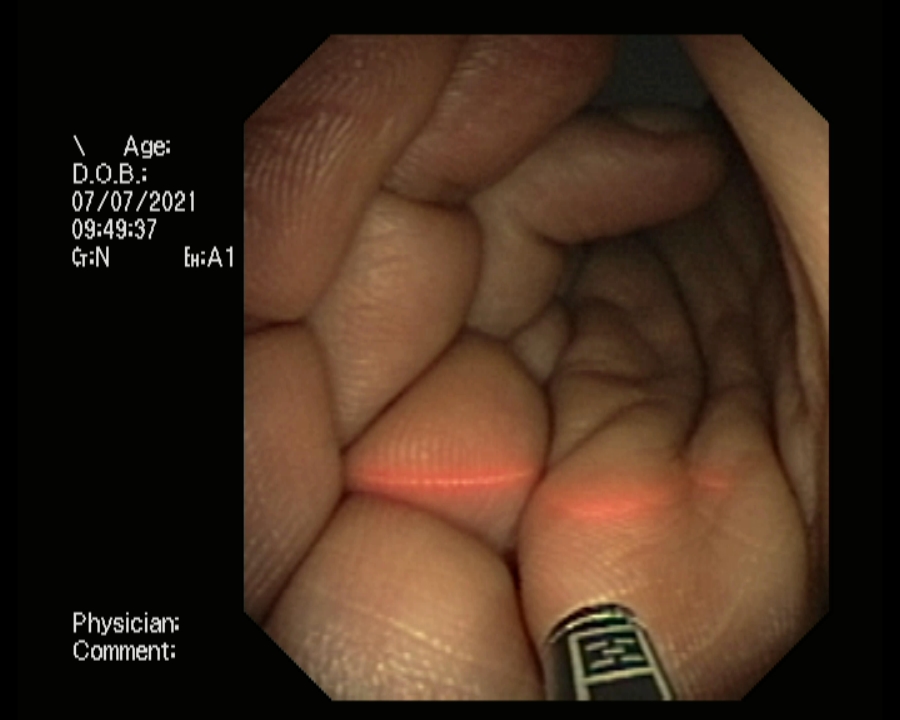 \ Age:
D.O.B.:
07/07/2021
09:49:37
Cr:N Eh:A1
Physician:
Comment: